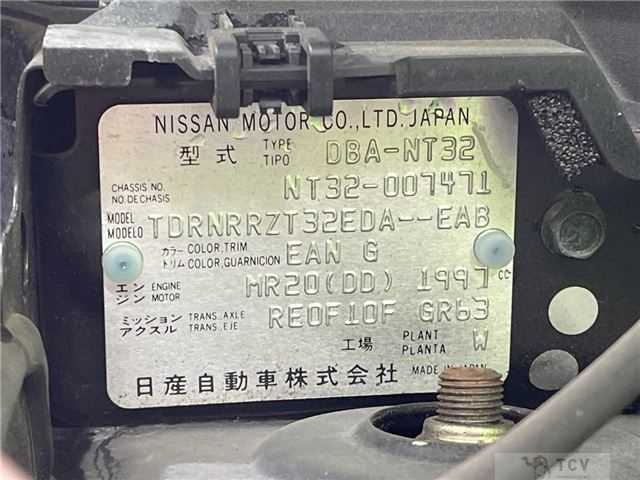 NISSAN MOTOR CO.,LTD.JAPAN
型式 TYPE TIPO DBA-NT32
CHASSIS NO. NO.DE CHASIS NT32-007471
MODEL MODELO TDRNRRZT32EDA--EAB
カラー COLOR,TRIM
トリム COLOR,GUARNICION EAN G
エン ENGINE
ジン MOTOR MR20(DD) 1997 CC
ミッション TRANS.AXLE
アクスル TRANS.EJE RE0F10F GR63
工場 PLANT PLANTA W
日産自動車株式会社 MADE IN JAPAN
TCV